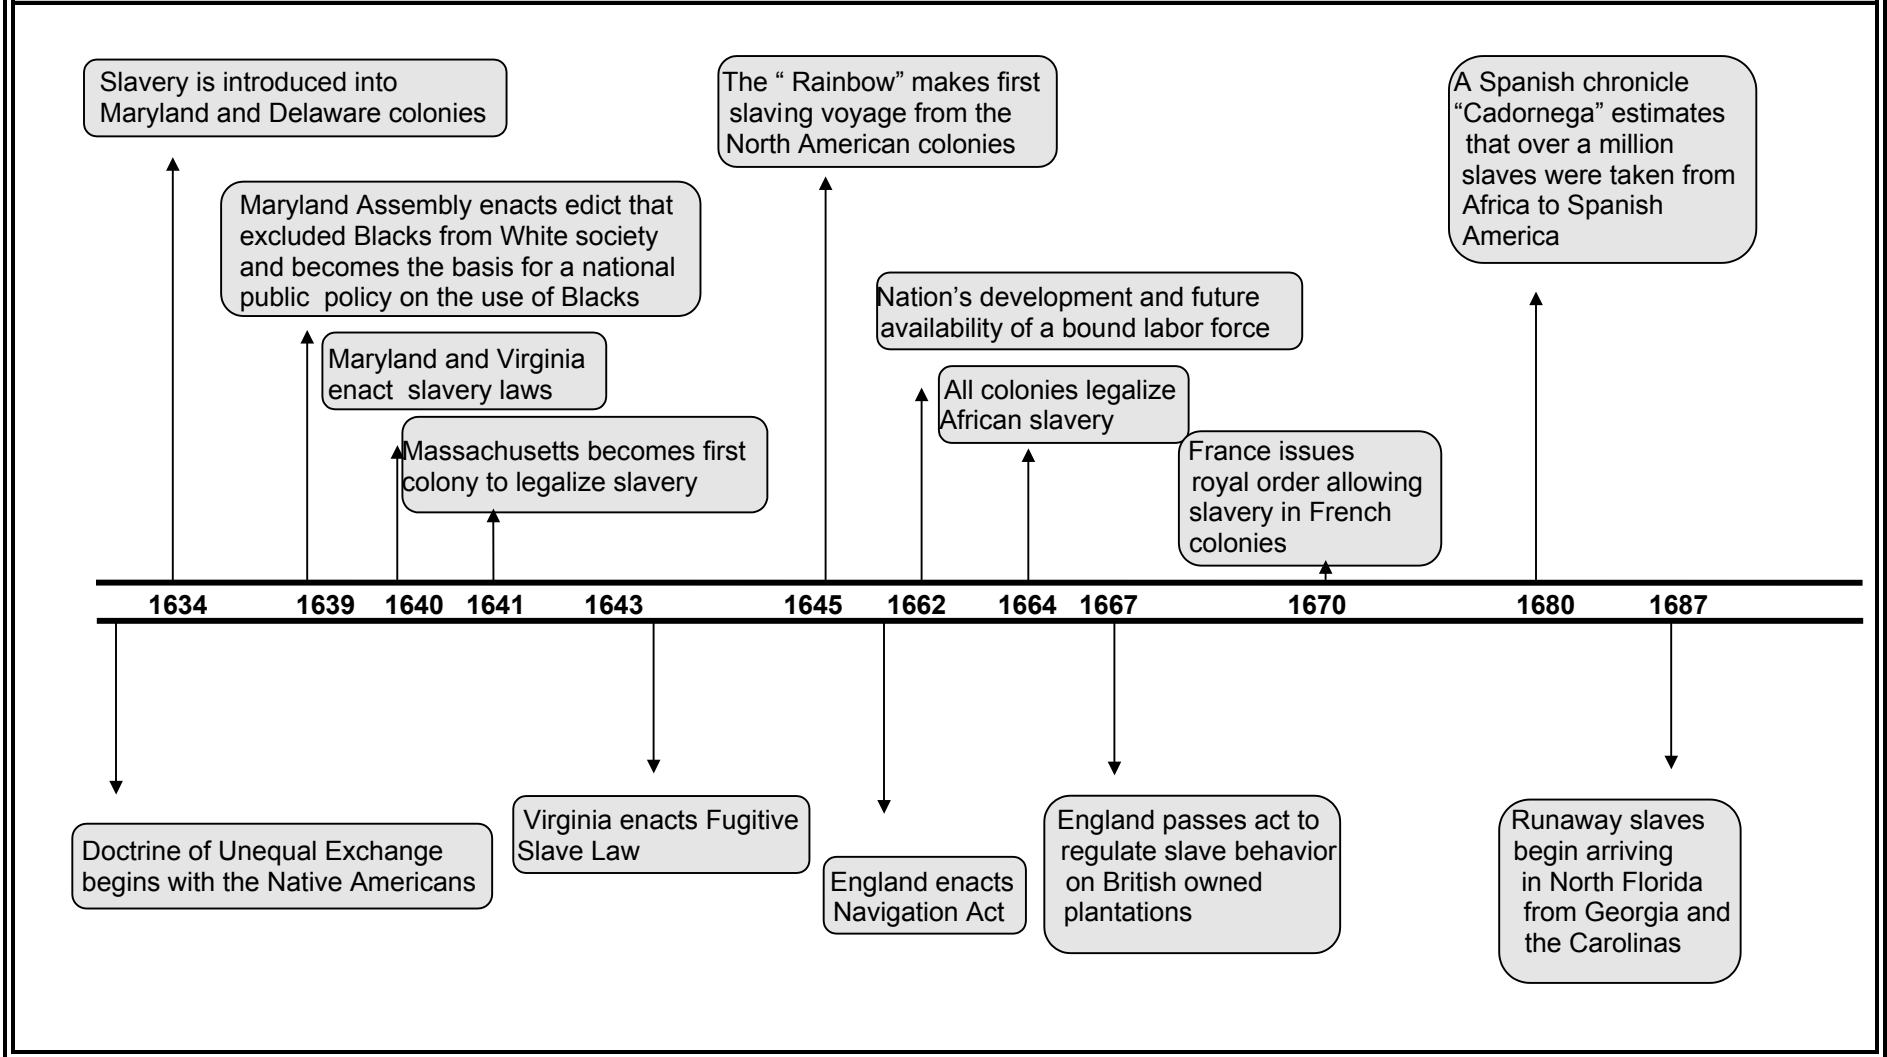 Slavery is introduced into
Maryland and Delaware colonies
The “ Rainbow” makes first
slaving voyage from the
North American colonies
A Spanish chronicle
“Cadornega” estimates
that over a million
slaves were taken from
Africa to Spanish
America
Maryland Assembly enacts edict that
excluded Blacks from White society
and becomes the basis for a national
public  policy on the use of Blacks
Nation’s development and future
availability of a bound labor force
Maryland and Virginia
enact  slavery laws
All colonies legalize
African slavery
Massachusetts becomes first
colony to legalize slavery
France issues
royal order allowing
slavery in French
colonies
1634 1639 1640 1641 1643 1645 1662 1664 1667 1670 1680 1687
Doctrine of Unequal Exchange
begins with the Native Americans
Virginia enacts Fugitive
Slave Law
England enacts
Navigation Act
England passes act to
regulate slave behavior
on British owned
plantations
Runaway slaves
begin arriving
in North Florida
from Georgia and
the Carolinas